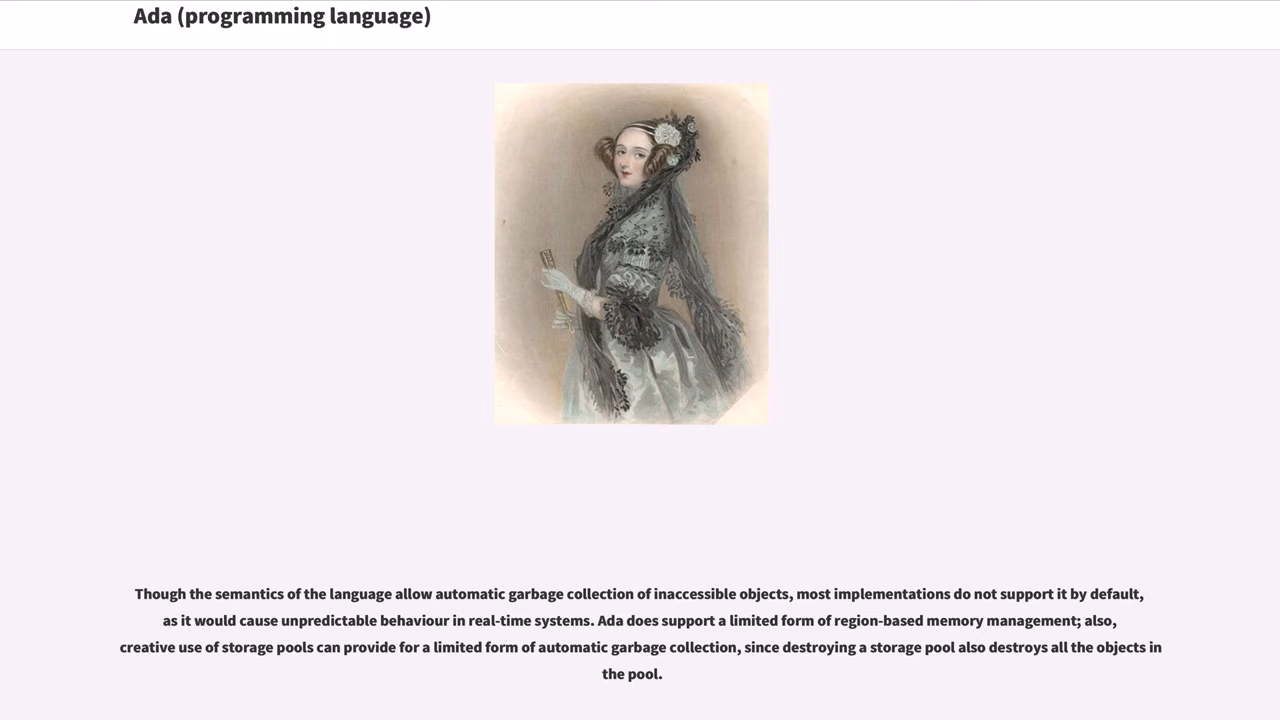 Ada (programming language)
Though the semantics of the language allow automatic garbage collection of inaccessible objects, most implementations do not support it by default,
as it would cause unpredictable behaviour in real-time systems. Ada does support a limited form of region-based memory management; also,
creative use of storage pools can provide for a limited form of automatic garbage collection, since destroying a storage pool also destroys all the objects in
the pool.